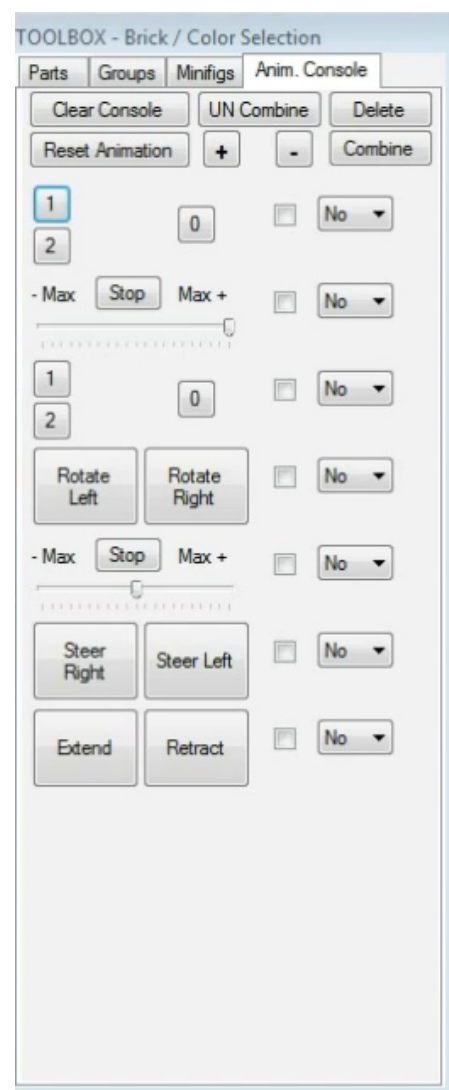 TOOLBOX - Brick / Color Selection
Parts Groups Minifigs Anim. Console
Clear Console UN Combine Delete
Reset Animation + - Combine
1
0 No
2
- Max Stop Max + No
1
0 No
2
Rotate Left Rotate Right No
- Max Stop Max + No
Steer Right Steer Left No
Extend Retract No